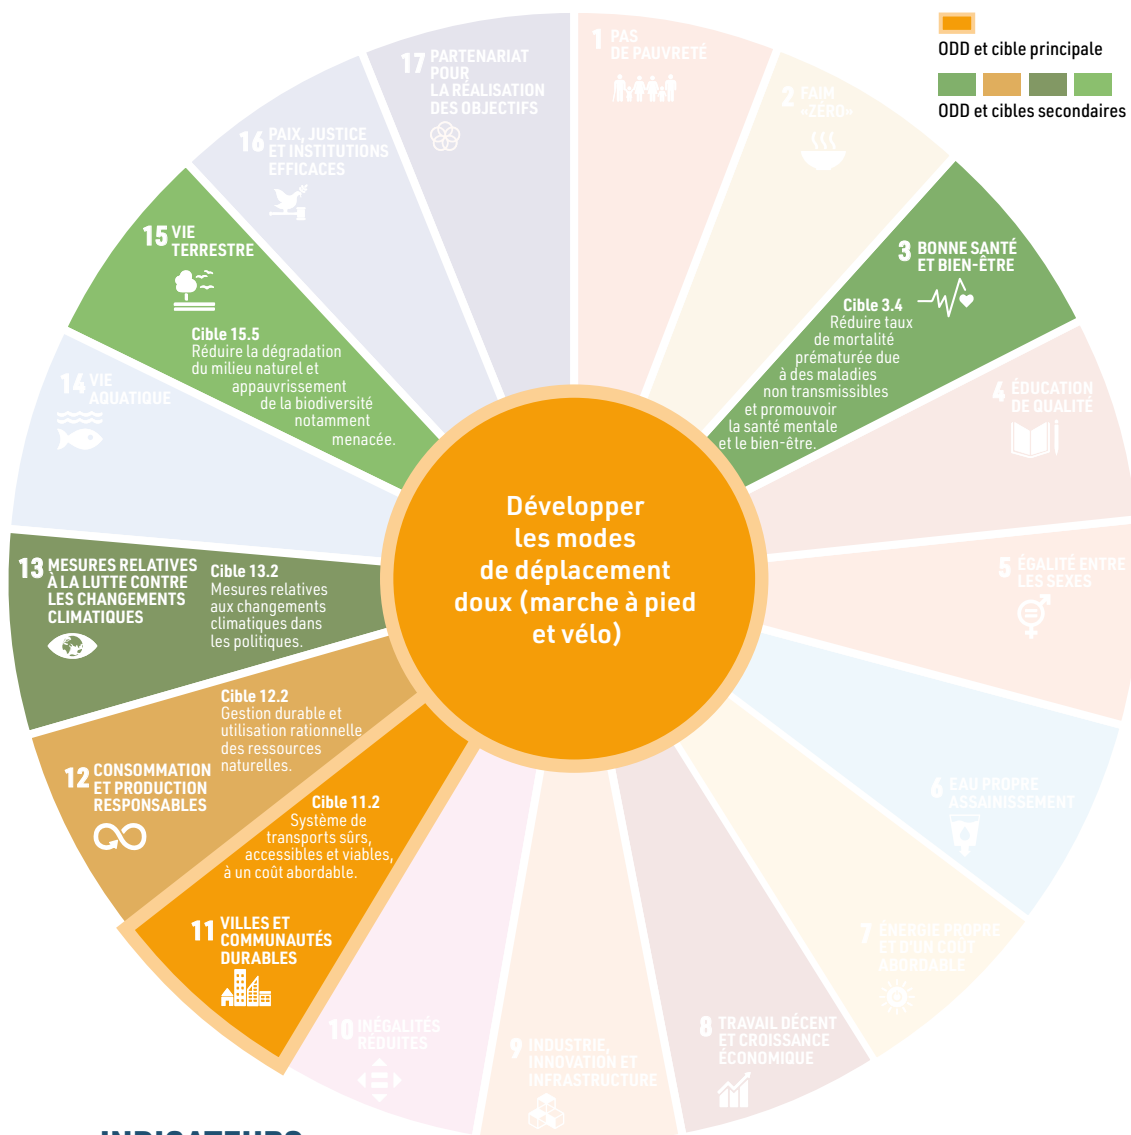 ODD et cible principale
ODD et cibles secondaires
1 PAS
DE PAUVRETÉ
2 FAIM
«ZÉRO»
3 BONNE SANTÉ
ET BIEN-ÊTRE
Cible 3.4
Réduire taux
de mortalité
prématurée due
à des maladies
non transmissibles
et promouvoir
la santé mentale
et le bien-être.
4 ÉDUCATION
DE QUALITÉ
5 ÉGALITÉ ENTRE
LES SEXES
6 EAU PROPRE
ASSAINISSEMENT
7 ÉNERGIE PROPRE
ET D'UN COÛT
ABORDABLE
8 TRAVAIL DÉCENT
ET CROISSANCE
ÉCONOMIQUE
9 INDUSTRIE,
INNOVATION ET
INFRASTRUCTURE
10 INÉGALITÉS
RÉDUITES
11 VILLES ET
COMMUNAUTÉS
DURABLES
Cible 11.2
Système de
transports sûrs,
accessibles et viables,
à un coût abordable.
12 CONSOMMATION
ET PRODUCTION
RESPONSABLES
Cible 12.2
Gestion durable et
utilisation rationnelle
des ressources
naturelles.
13 MESURES RELATIVES
À LA LUTTE CONTRE
LES CHANGEMENTS
CLIMATIQUES
Cible 13.2
Mesures relatives
aux changements
climatiques dans
les politiques.
14 VIE
AQUATIQUE
15 VIE
TERRESTRE
Cible 15.5
Réduire la dégradation
du milieu naturel et
appauvrissement
de la biodiversité
notamment
menacée.
16 PAIX, JUSTICE
ET INSTITUTIONS
EFFICACES
17 PARTENARIAT
POUR
LA RÉALISATION
DES OBJECTIFS
Développer
les modes
de déplacement
doux (marche à pied
et vélo)
INDICATEURS